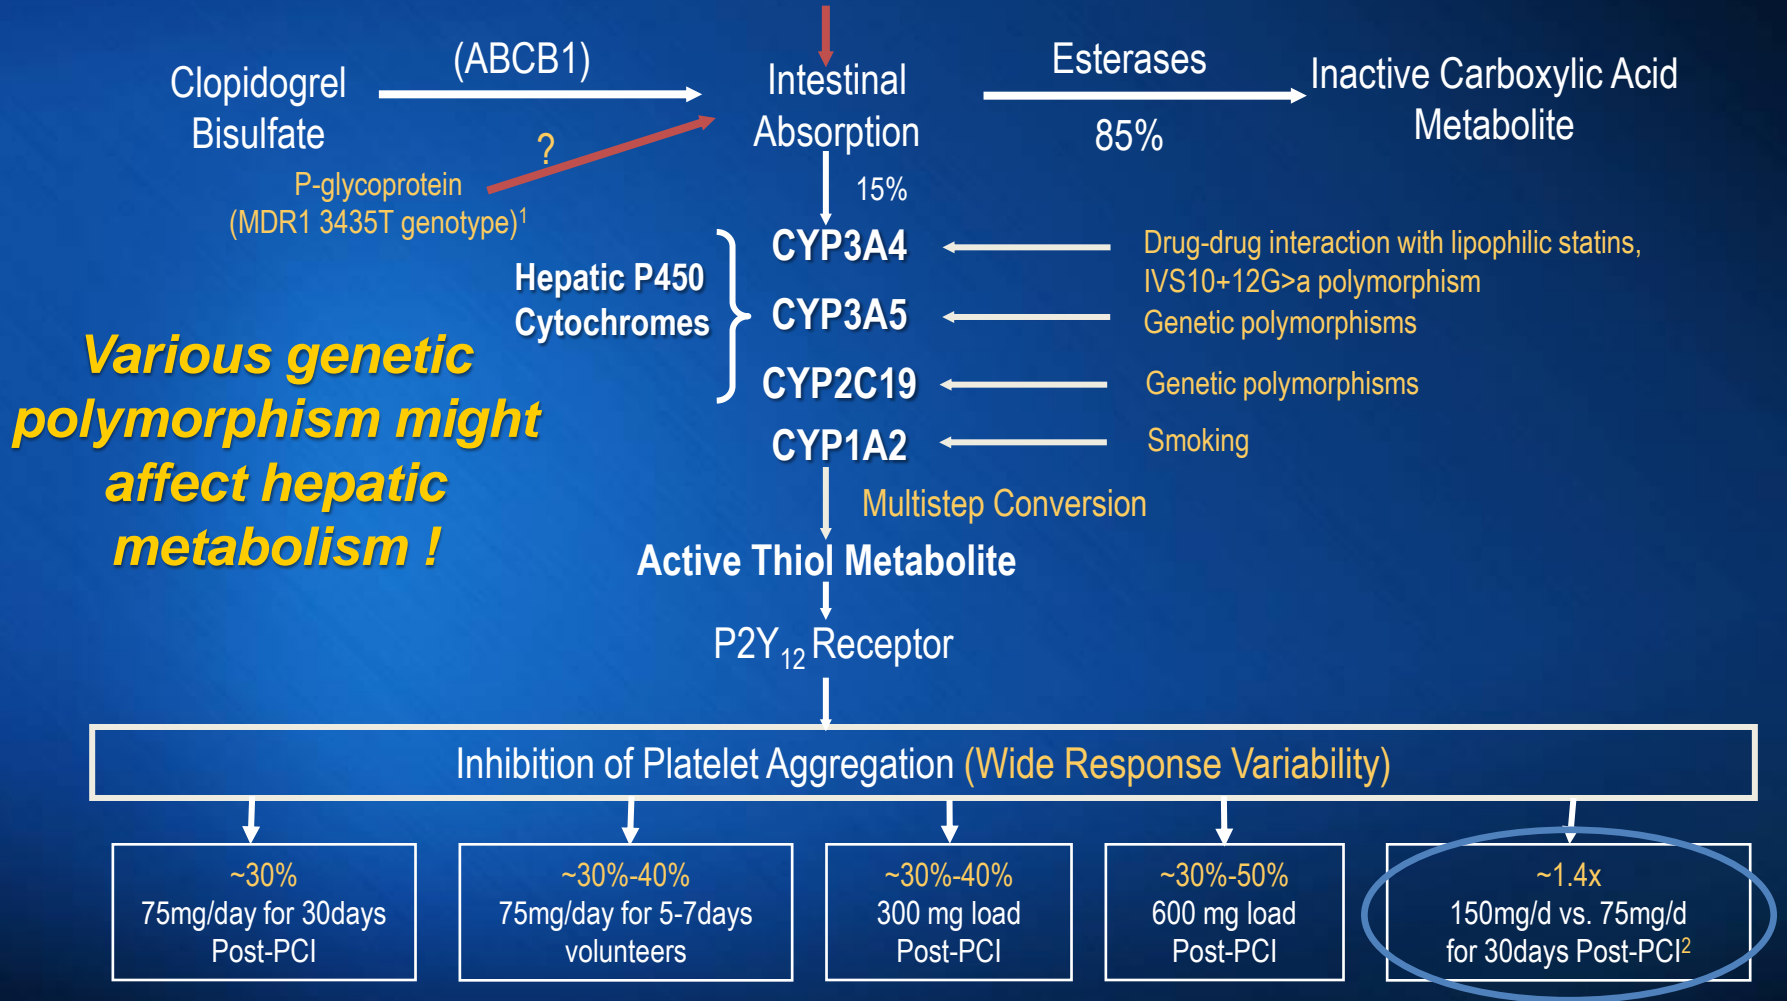 Clopidogrel
Bisulfate
(ABCB1)
Intestinal
Absorption
Esterases
85%
Inactive Carboxylic Acid
Metabolite
?
P-glycoprotein
(MDR1 3435T genotype)1
15%
Hepatic P450
Cytochromes
CYP3A4
Drug-drug interaction with lipophilic statins,
IVS10+12G>a polymorphism
CYP3A5
Genetic polymorphisms
CYP2C19
Genetic polymorphisms
CYP1A2
Smoking
Various genetic
polymorphism might
affect hepatic
metabolism !
Multistep Conversion
Active Thiol Metabolite
P2Y12 Receptor
Inhibition of Platelet Aggregation (Wide Response Variability)
~30%
75mg/day for 30days
Post-PCI
~30%-40%
75mg/day for 5-7days
volunteers
~30%-40%
300 mg load
Post-PCI
~30%-50%
600 mg load
Post-PCI
~1.4x
150mg/d vs. 75mg/d
for 30days Post-PCI2